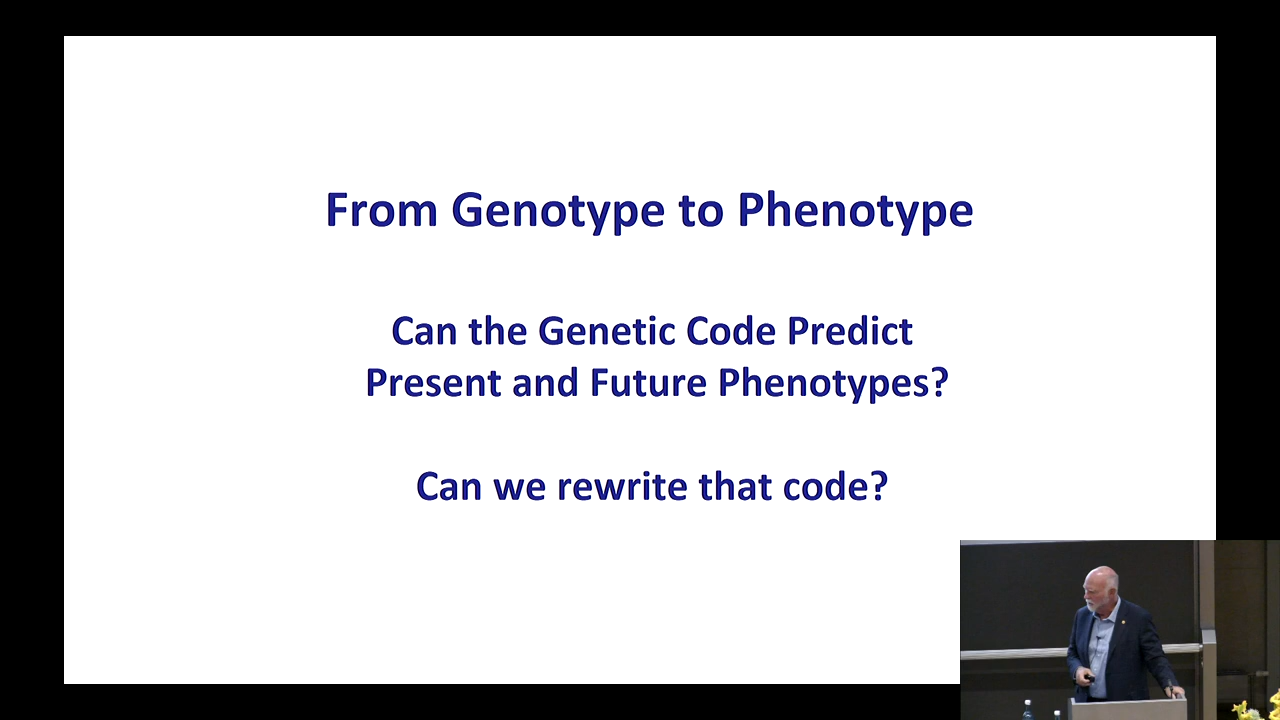 From Genotype to Phenotype
Can the Genetic Code Predict
Present and Future Phenotypes?
Can we rewrite that code?